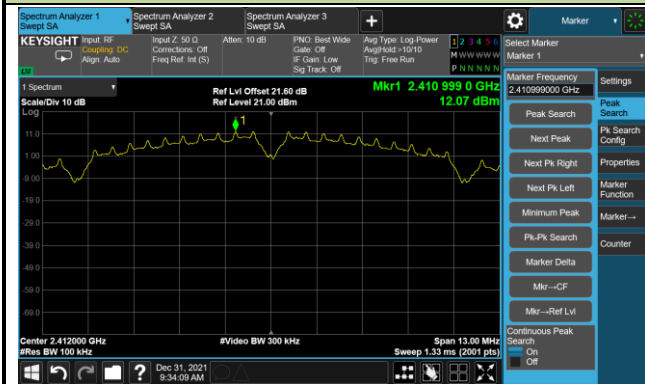 Spectrum Analyzer 1
Swept SA
Spectrum Analyzer 2
Swept SA
Spectrum Analyzer 3
Swept SA
+
Marker
KEYSIGHT
Input: RF
Coupling: DC
Align: Auto
Input Z: 50 Ω
Corrections: Off
Freq Ref: Int (S)
Atten: 10 dB
PNO: Best Wide
Gate: Off
IF Gain: Low
Sig Track: Off
Avg Type: Log-Power
Avg|Hold:>10/10
Trig: Free Run
1 2 3 4 5 6
M W W W W W
P N N N N N
Select Marker
Marker 1
1 Spectrum
Scale/Div 10 dB
Log
Ref Lvl Offset 21.60 dB
Ref Level 21.00 dBm
Mkr1 2.410 999 0 GHz
12.07 dBm
11.0
1.00
-9.00
-19.0
-29.0
-39.0
-49.0
-59.0
-69.0
1
Center 2.412000 GHz
#Res BW 100 kHz
#Video BW 300 kHz
Span 13.00 MHz
Sweep 1.33 ms (2001 pts)
Marker Frequency
2.410999000 GHz
Peak Search
Next Peak
Next Pk Right
Next Pk Left
Minimum Peak
Pk-Pk Search
Marker Delta
Mkr→CF
Mkr→Ref Lvl
Continuous Peak
Search
On
Off
Settings
Peak
Search
Pk Search
Config
Properties
Marker
Function
Marker→
Counter
?
Dec 31, 2021
9:34:09 AM